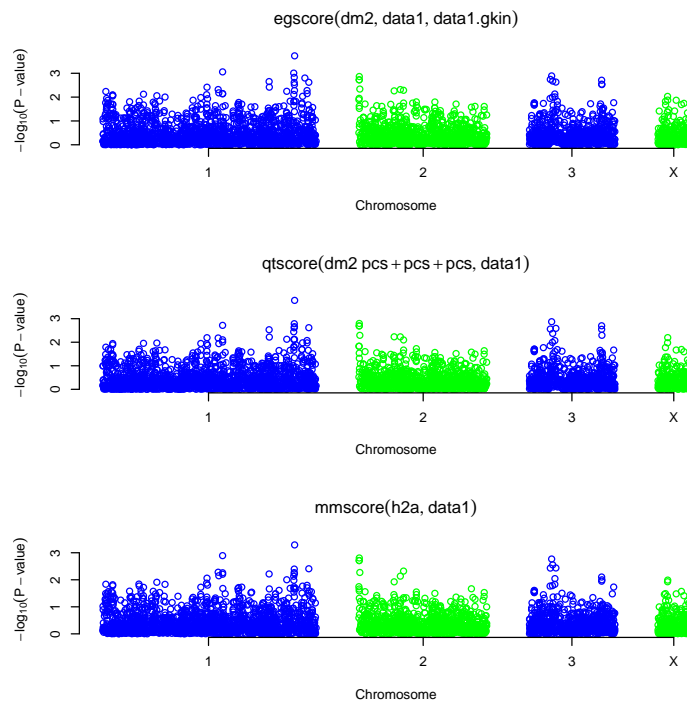 egscore(dm2, data1, data1.gkin)
−log10(P−value)
3
2
1
0
1 2 3 X
Chromosome
qtscore(dm2 pcs+pcs+pcs, data1)
−log10(P−value)
3
2
1
0
1 2 3 X
Chromosome
mmscore(h2a, data1)
−log10(P−value)
3
2
1
0
1 2 3 X
Chromosome